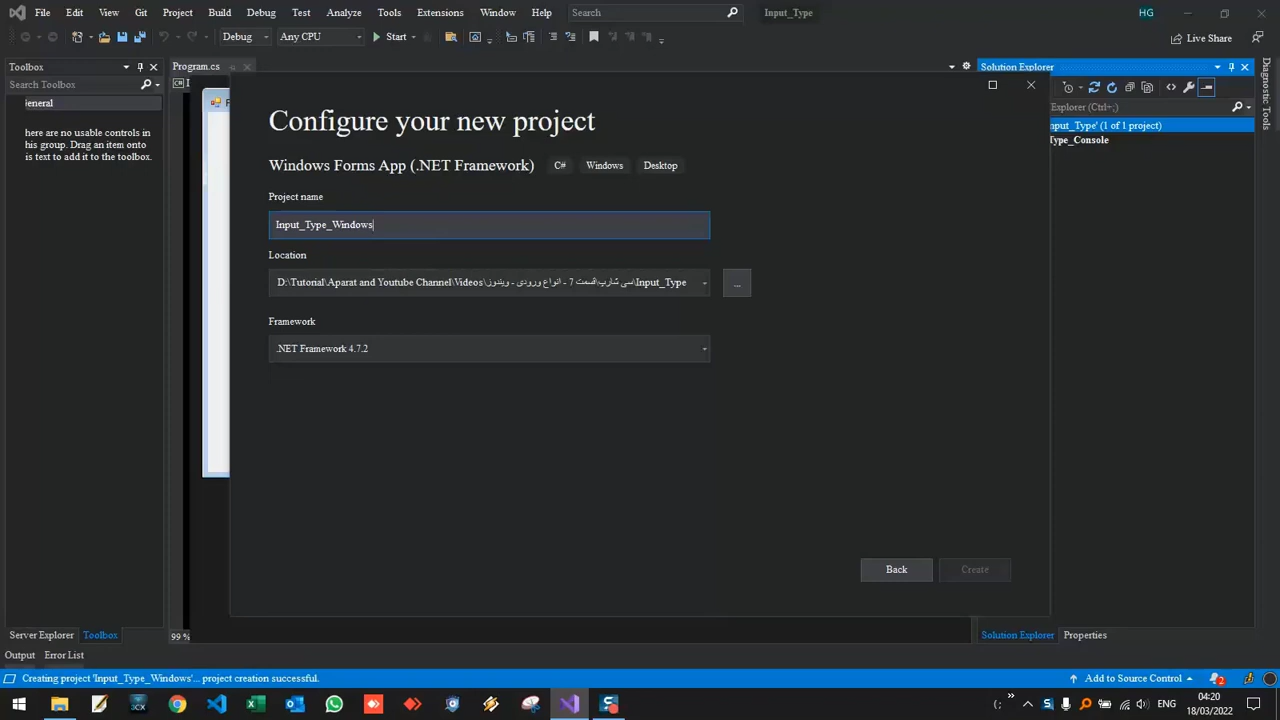 File Edit View Git Project Build Debug Test Analyze Tools Extensions Window Help Search Input_Type HG
Debug Any CPU Start Live Share
Toolbox
Search Toolbox
General
here are no usable controls in
his group. Drag an item onto
is text to add it to the toolbox.
Program.cs
Configure your new project
Windows Forms App (.NET Framework) C# Windows Desktop
Project name
Input_Type_Windows
Location
D:\Tutorial\Aparat and Youtube Channel\Videos\سی شارپ\قسمت 7 - انواع ورودی - ویندوز\Input_Type
...
Framework
.NET Framework 4.7.2
Back Create
Solution Explorer
Explorer (Ctrl+;)
nput_Type' (1 of 1 project)
Type_Console
Diagnostic Tools
Server Explorer Toolbox
99 %
Solution Explorer Properties
Output Error List
Creating project 'Input_Type_Windows'... project creation successful.
Add to Source Control 2
ENG
04:20
18/03/2022